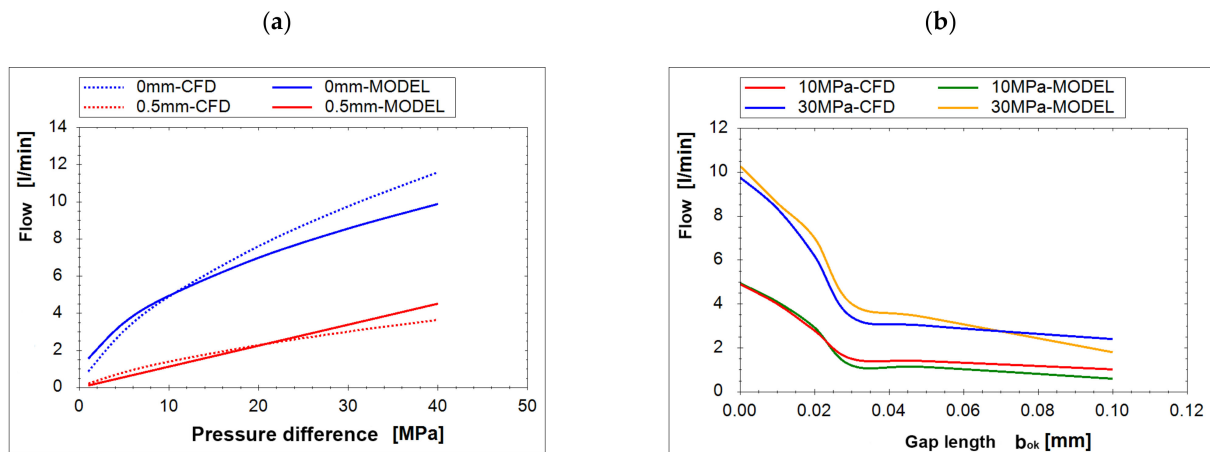 (a)
0mm-CFD 0mm-MODEL
0.5mm-CFD 0.5mm-MODEL
14
12
10
8
6
4
2
0
Flow [l/min]
0 10 20 30 40 50
Pressure difference [MPa]
(b)
10MPa-CFD 10MPa-MODEL
30MPa-CFD 30MPa-MODEL
12
10
8
6
4
2
0
Flow [l/min]
0.00 0.02 0.04 0.06 0.08 0.10 0.12
Gap length bok [mm]